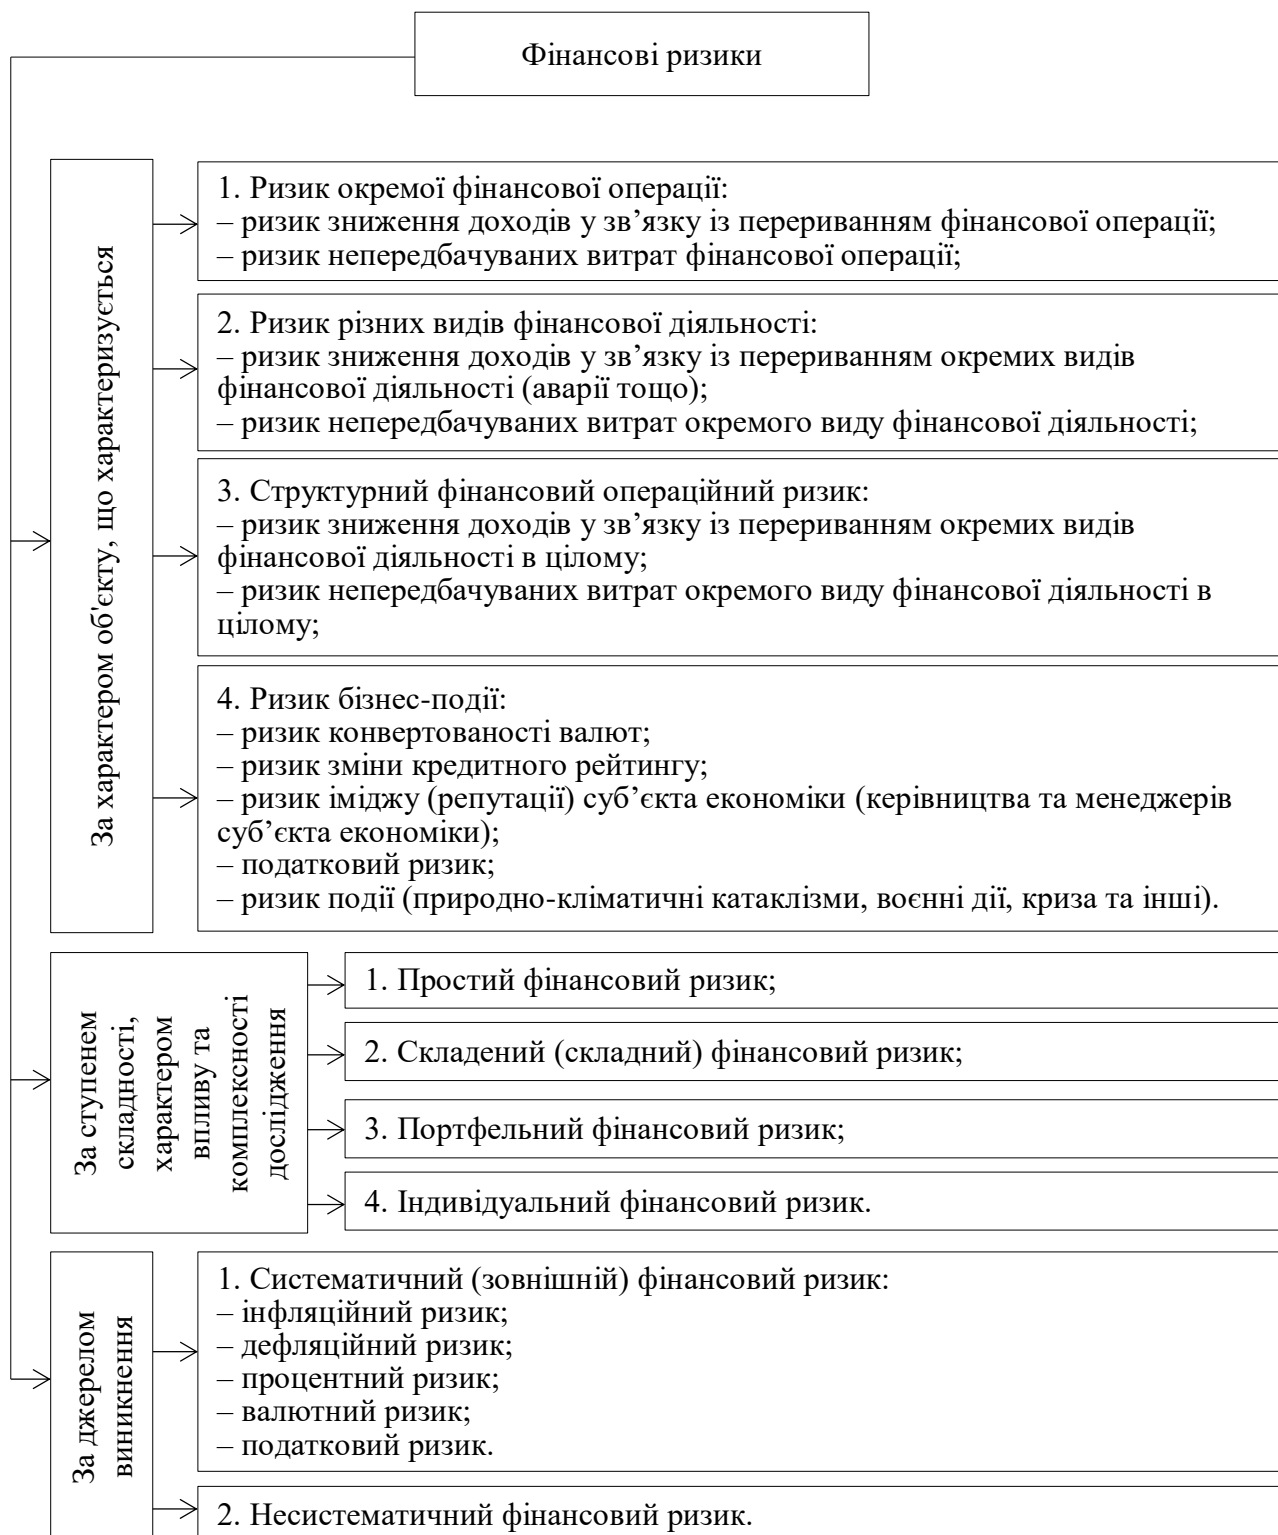 Фінансові ризики
За характером об'єкту, що характеризується
1. Ризик окремої фінансової операції:
– ризик зниження доходів у зв’язку із перериванням фінансової операції;
– ризик непередбачуваних витрат фінансової операції;
2. Ризик різних видів фінансової діяльності:
– ризик зниження доходів у зв’язку із перериванням окремих видів
фінансової діяльності (аварії тощо);
– ризик непередбачуваних витрат окремого виду фінансової діяльності;
3. Структурний фінансовий операційний ризик:
– ризик зниження доходів у зв’язку із перериванням окремих видів
фінансової діяльності в цілому;
– ризик непередбачуваних витрат окремого виду фінансової діяльності в
цілому;
4. Ризик бізнес-події:
– ризик конвертованості валют;
– ризик зміни кредитного рейтингу;
– ризик іміджу (репутації) суб’єкта економіки (керівництва та менеджерів
суб’єкта економіки);
– податковий ризик;
– ризик події (природно-кліматичні катаклізми, воєнні дії, криза та інші).
За ступенем
складності,
характером
впливу та
комплексності
дослідження
1. Простий фінансовий ризик;
2. Складений (складний) фінансовий ризик;
3. Портфельний фінансовий ризик;
4. Індивідуальний фінансовий ризик.
За джерелом
виникнення
1. Систематичний (зовнішній) фінансовий ризик:
– інфляційний ризик;
– дефляційний ризик;
– процентний ризик;
– валютний ризик;
– податковий ризик.
2. Несистематичний фінансовий ризик.